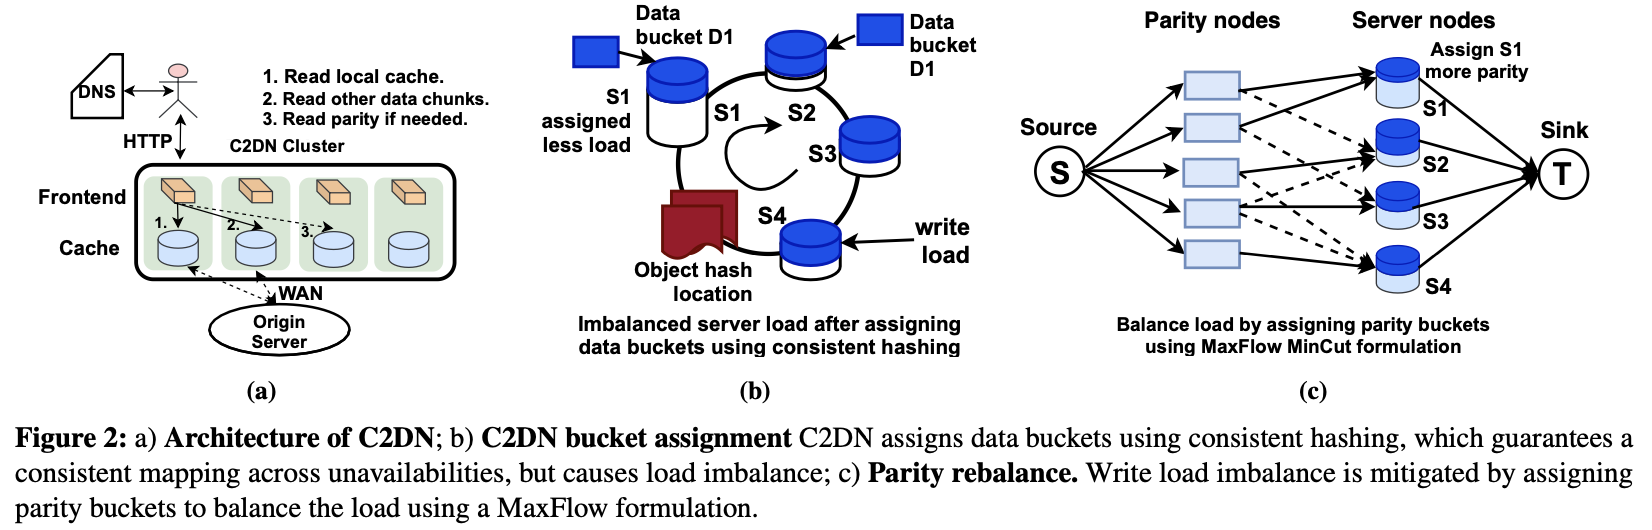 DNS
HTTP
1. Read local cache.
2. Read other data chunks.
3. Read parity if needed.
C2DN Cluster
Frontend
Cache
1.
2.
3.
WAN
Origin
Server
(a)
Data
bucket D1
Data
bucket
D1
S1
assigned
less load
S1
S2
S3
S4
write
load
Object hash
location
Imbalanced server load after assigning
data buckets using consistent hashing
(b)
Parity nodes
Server nodes
Assign S1
more parity
Source
S
S1
S2
S3
S4
Sink
T
Balance load by assigning parity buckets
using MaxFlow MinCut formulation
(c)
Figure 2: a) Architecture of C2DN; b) C2DN bucket assignment C2DN assigns data buckets using consistent hashing, which guarantees a
consistent mapping across unavailabilities, but causes load imbalance; c) Parity rebalance. Write load imbalance is mitigated by assigning
parity buckets to balance the load using a MaxFlow formulation.